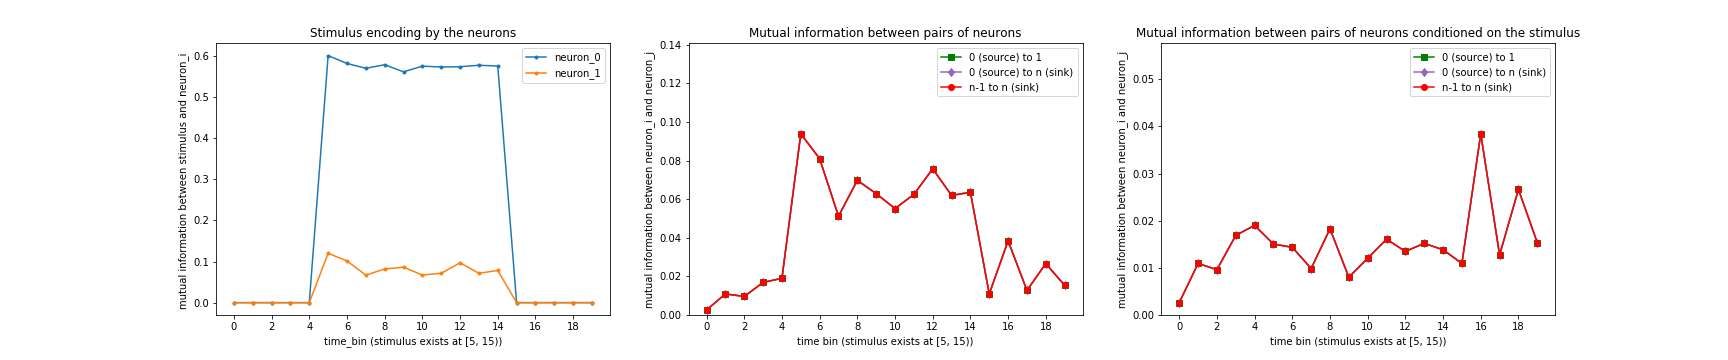 Stimulus encoding by the neurons
mutual information between stimulus and neuron_i
0.6
0.5
0.4
0.3
0.2
0.1
0.0
neuron_0
neuron_1
0 2 4 6 8 10 12 14 16 18
time_bin (stimulus exists at [5, 15))
Mutual information between pairs of neurons
mutual information between neuron_i and neuron_j
0.14
0.12
0.10
0.08
0.06
0.04
0.02
0.00
0 (source) to 1
0 (source) to n (sink)
n-1 to n (sink)
0 2 4 6 8 10 12 14 16 18
time bin (stimulus exists at [5, 15))
Mutual information between pairs of neurons conditioned on the stimulus
mutual information between neuron_i and neuron_j
0.05
0.04
0.03
0.02
0.01
0.00
0 (source) to 1
0 (source) to n (sink)
n-1 to n (sink)
0 2 4 6 8 10 12 14 16 18
time bin (stimulus exists at [5, 15))